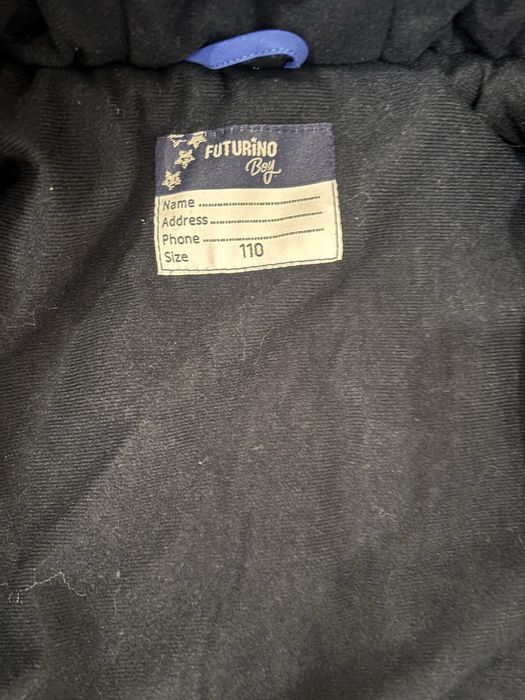 FUTURINO
Boy
Name ........................
Address ........................
Phone ........................
Size 110